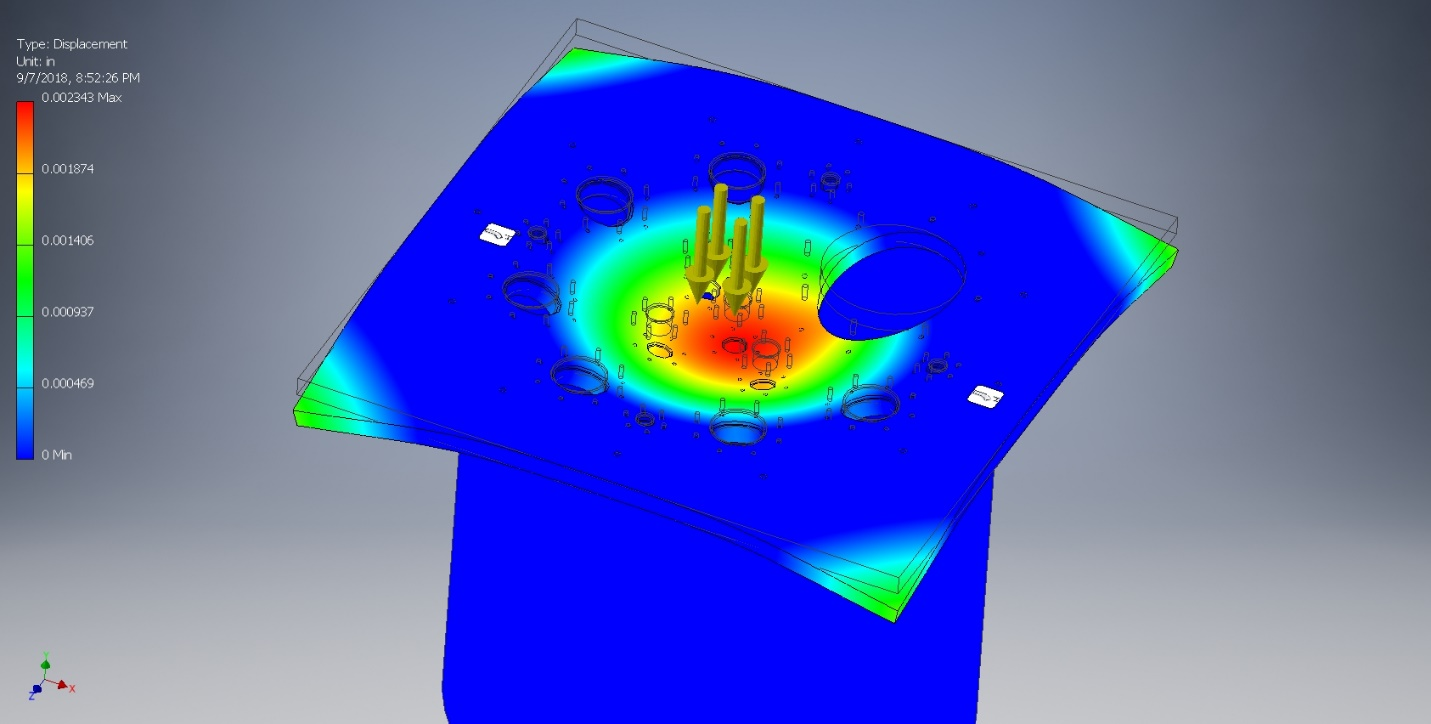 Type: Displacement
Unit: in
9/7/2018, 8:52:26 PM
0.002343 Max
0.001874
0.001406
0.000937
0.000469
0 Min
Y
X
Z